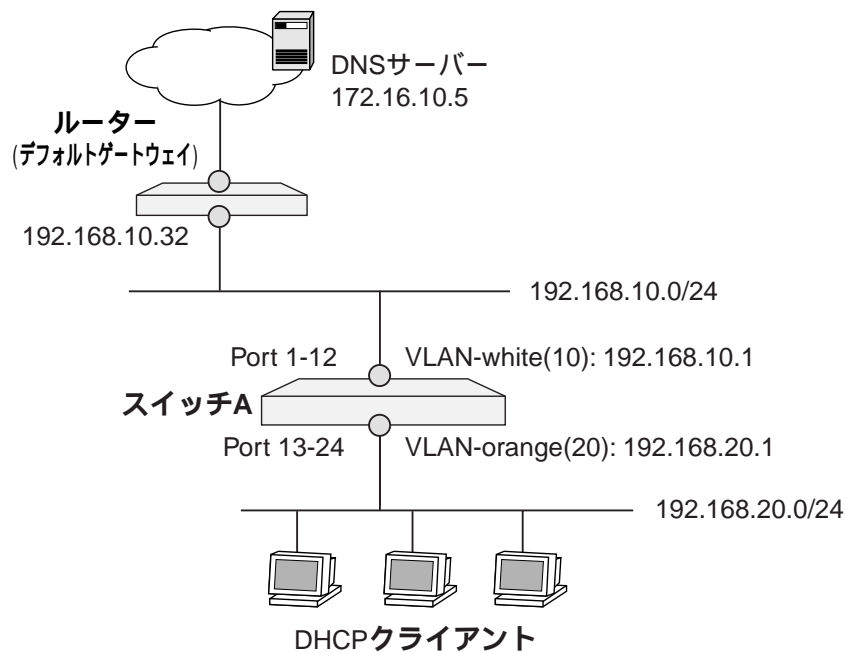 DNSサーバー
172.16.10.5
ルーター
(デフォルトゲートウェイ)
192.168.10.32
192.168.10.0/24
Port 1-12 VLAN-white(10): 192.168.10.1
スイッチA
Port 13-24 VLAN-orange(20): 192.168.20.1
192.168.20.0/24
DHCPクライアント